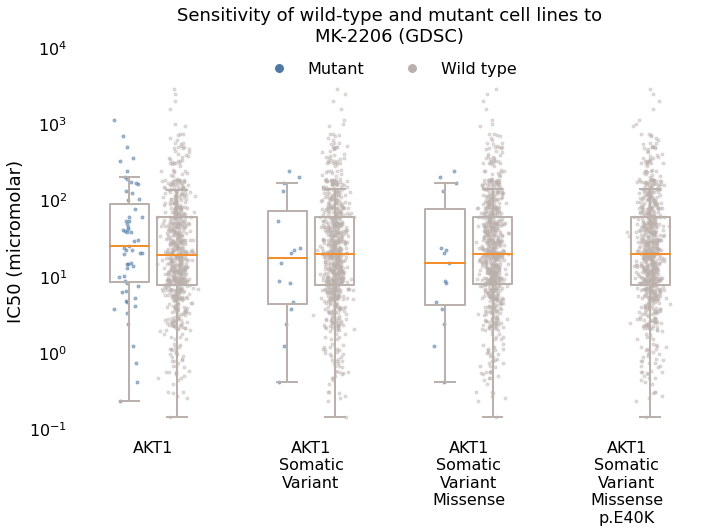 Sensitivity of wild-type and mutant cell lines to
MK-2206 (GDSC)
Mutant
Wild type
IC50 (micromolar)
10⁴
10³
10²
10¹
10⁰
10⁻¹
AKT1
AKT1
Somatic
Variant
AKT1
Somatic
Variant
Missense
AKT1
Somatic
Variant
Missense
p.E40K